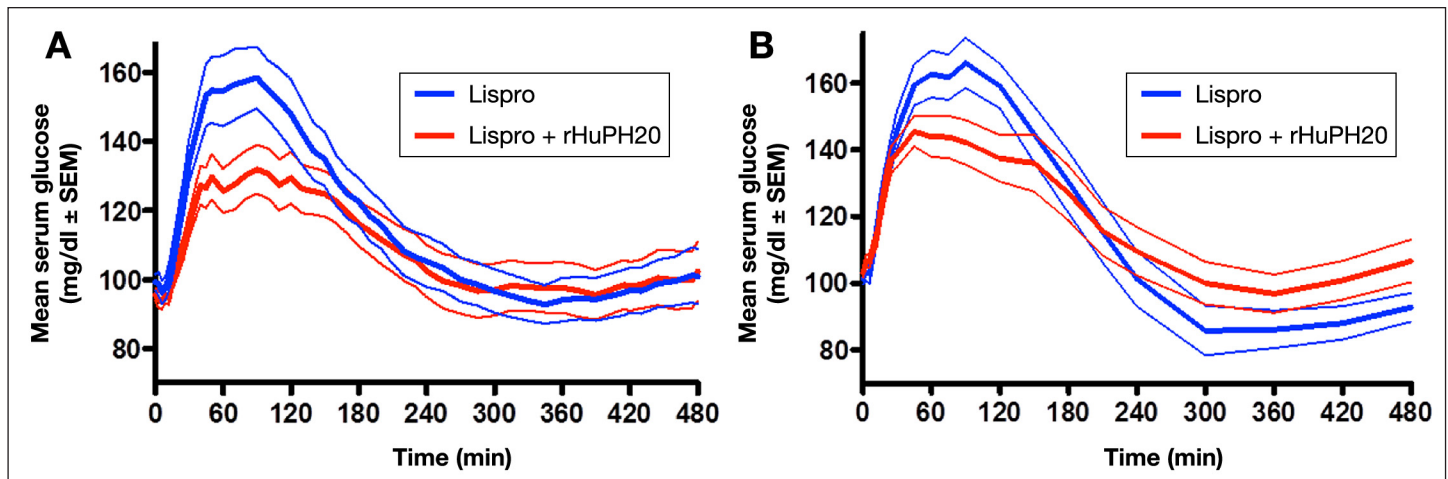 A
Mean serum glucose
(mg/dl ± SEM)
160
140
120
100
80
0 60 120 180 240 300 360 420 480
Time (min)
Lispro
Lispro + rHuPH20
B
Mean serum glucose
(mg/dl ± SEM)
160
140
120
100
80
0 60 120 180 240 300 360 420 480
Time (min)
Lispro
Lispro + rHuPH20